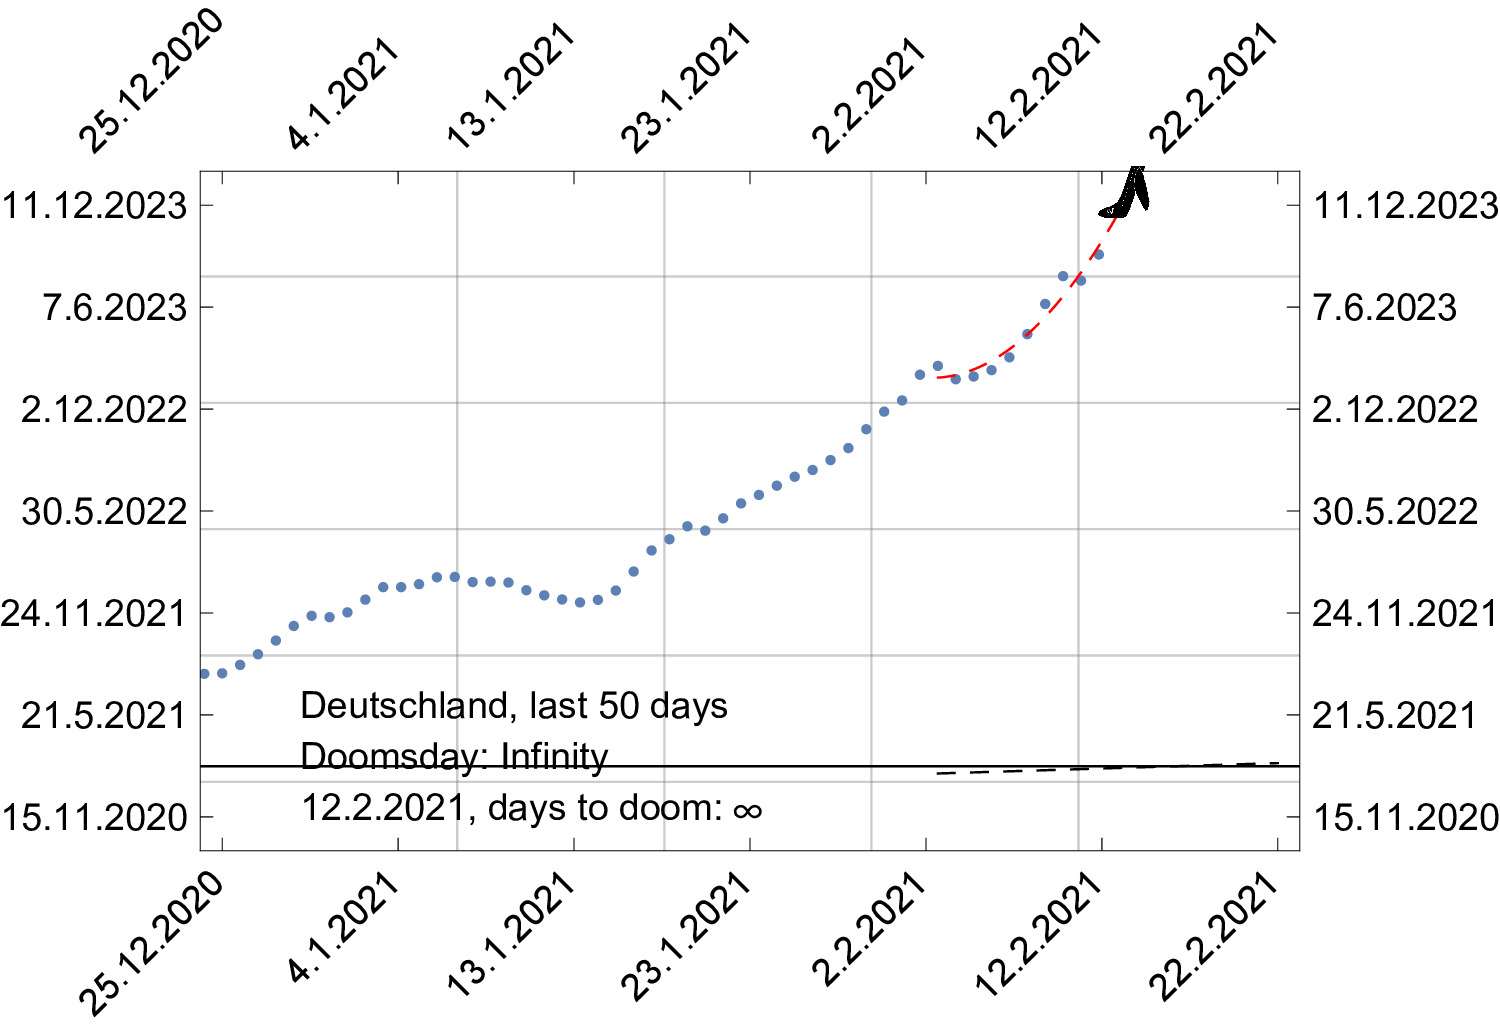 25.12.2020 4.1.2021 13.1.2021 23.1.2021 2.2.2021 12.2.2021 22.2.2021
11.12.2023 11.12.2023
7.6.2023 7.6.2023
2.12.2022 2.12.2022
30.5.2022 30.5.2022
24.11.2021 24.11.2021
Deutschland, last 50 days
21.5.2021 21.5.2021
Doomsday: Infinity
12.2.2021, days to doom: ∞
15.11.2020 15.11.2020
25.12.2020 4.1.2021 13.1.2021 23.1.2021 2.2.2021 12.2.2021 22.2.2021